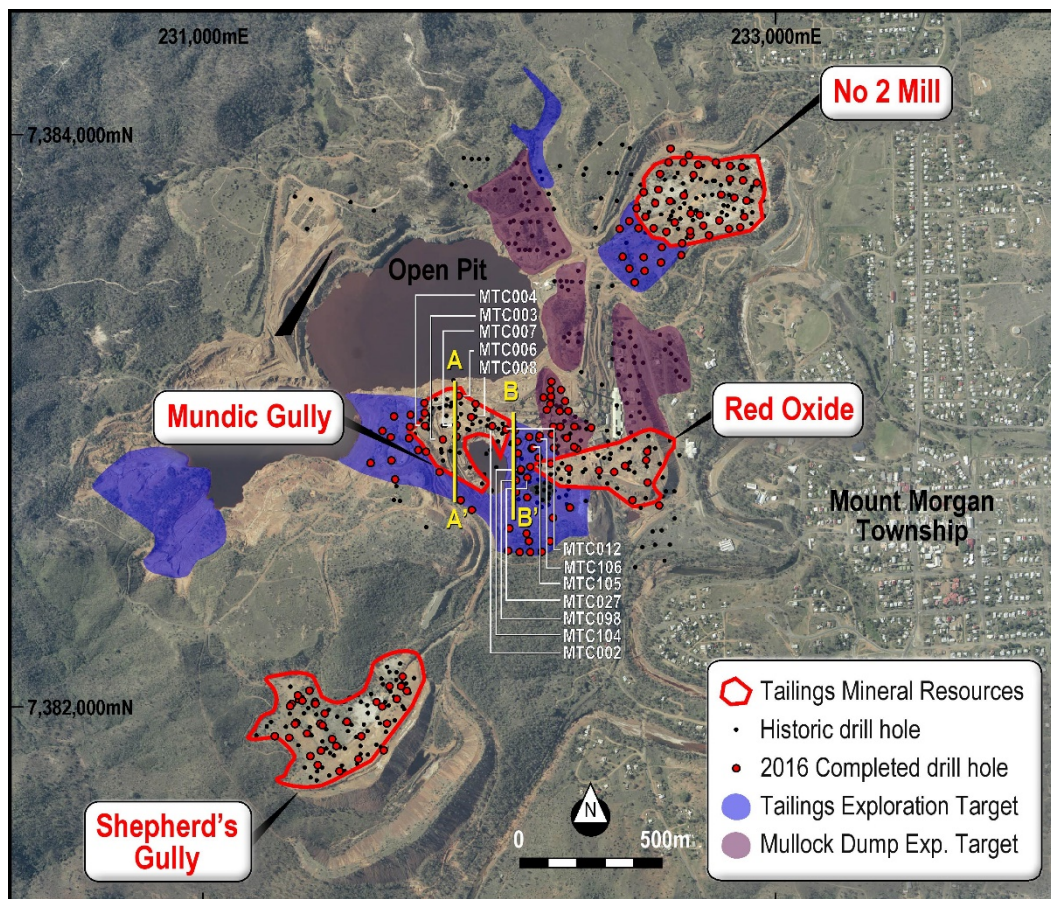 231,000mE
233,000mE
No 2 Mill
7,384,000mN
Open Pit
MTC004
MTC003
MTC007
MTC006
MTC008
A
B
Mundic Gully
Red Oxide
A'
B'
Mount Morgan
Township
MTC012
MTC106
MTC105
MTC027
MTC098
MTC104
MTC002
7,382,000mN
Shepherd's
Gully
N
0 500m
Tailings Mineral Resources
Historic drill hole
2016 Completed drill hole
Tailings Exploration Target
Mullock Dump Exp. Target